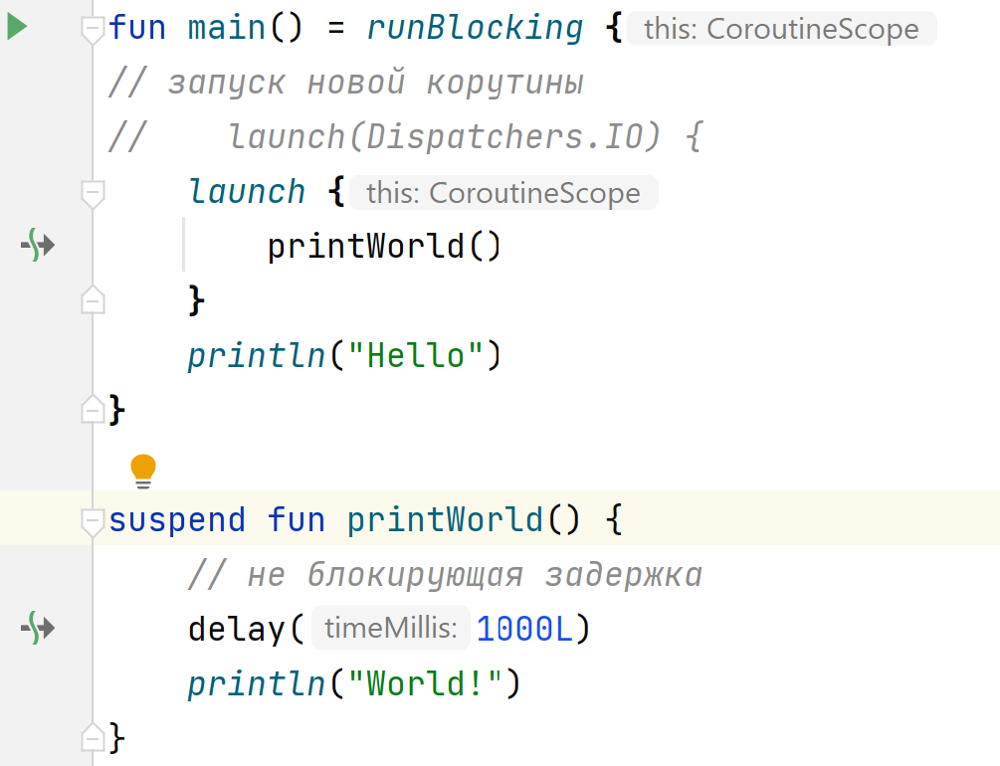 fun main() = runBlocking { this: CoroutineScope
// запуск новой корутины
//    launch(Dispatchers.IO) {
    launch { this: CoroutineScope
        printWorld()
    }
    println("Hello")
}
suspend fun printWorld() {
    // не блокирующая задержка
    delay( timeMillis: 1000L)
    println("World!")
}